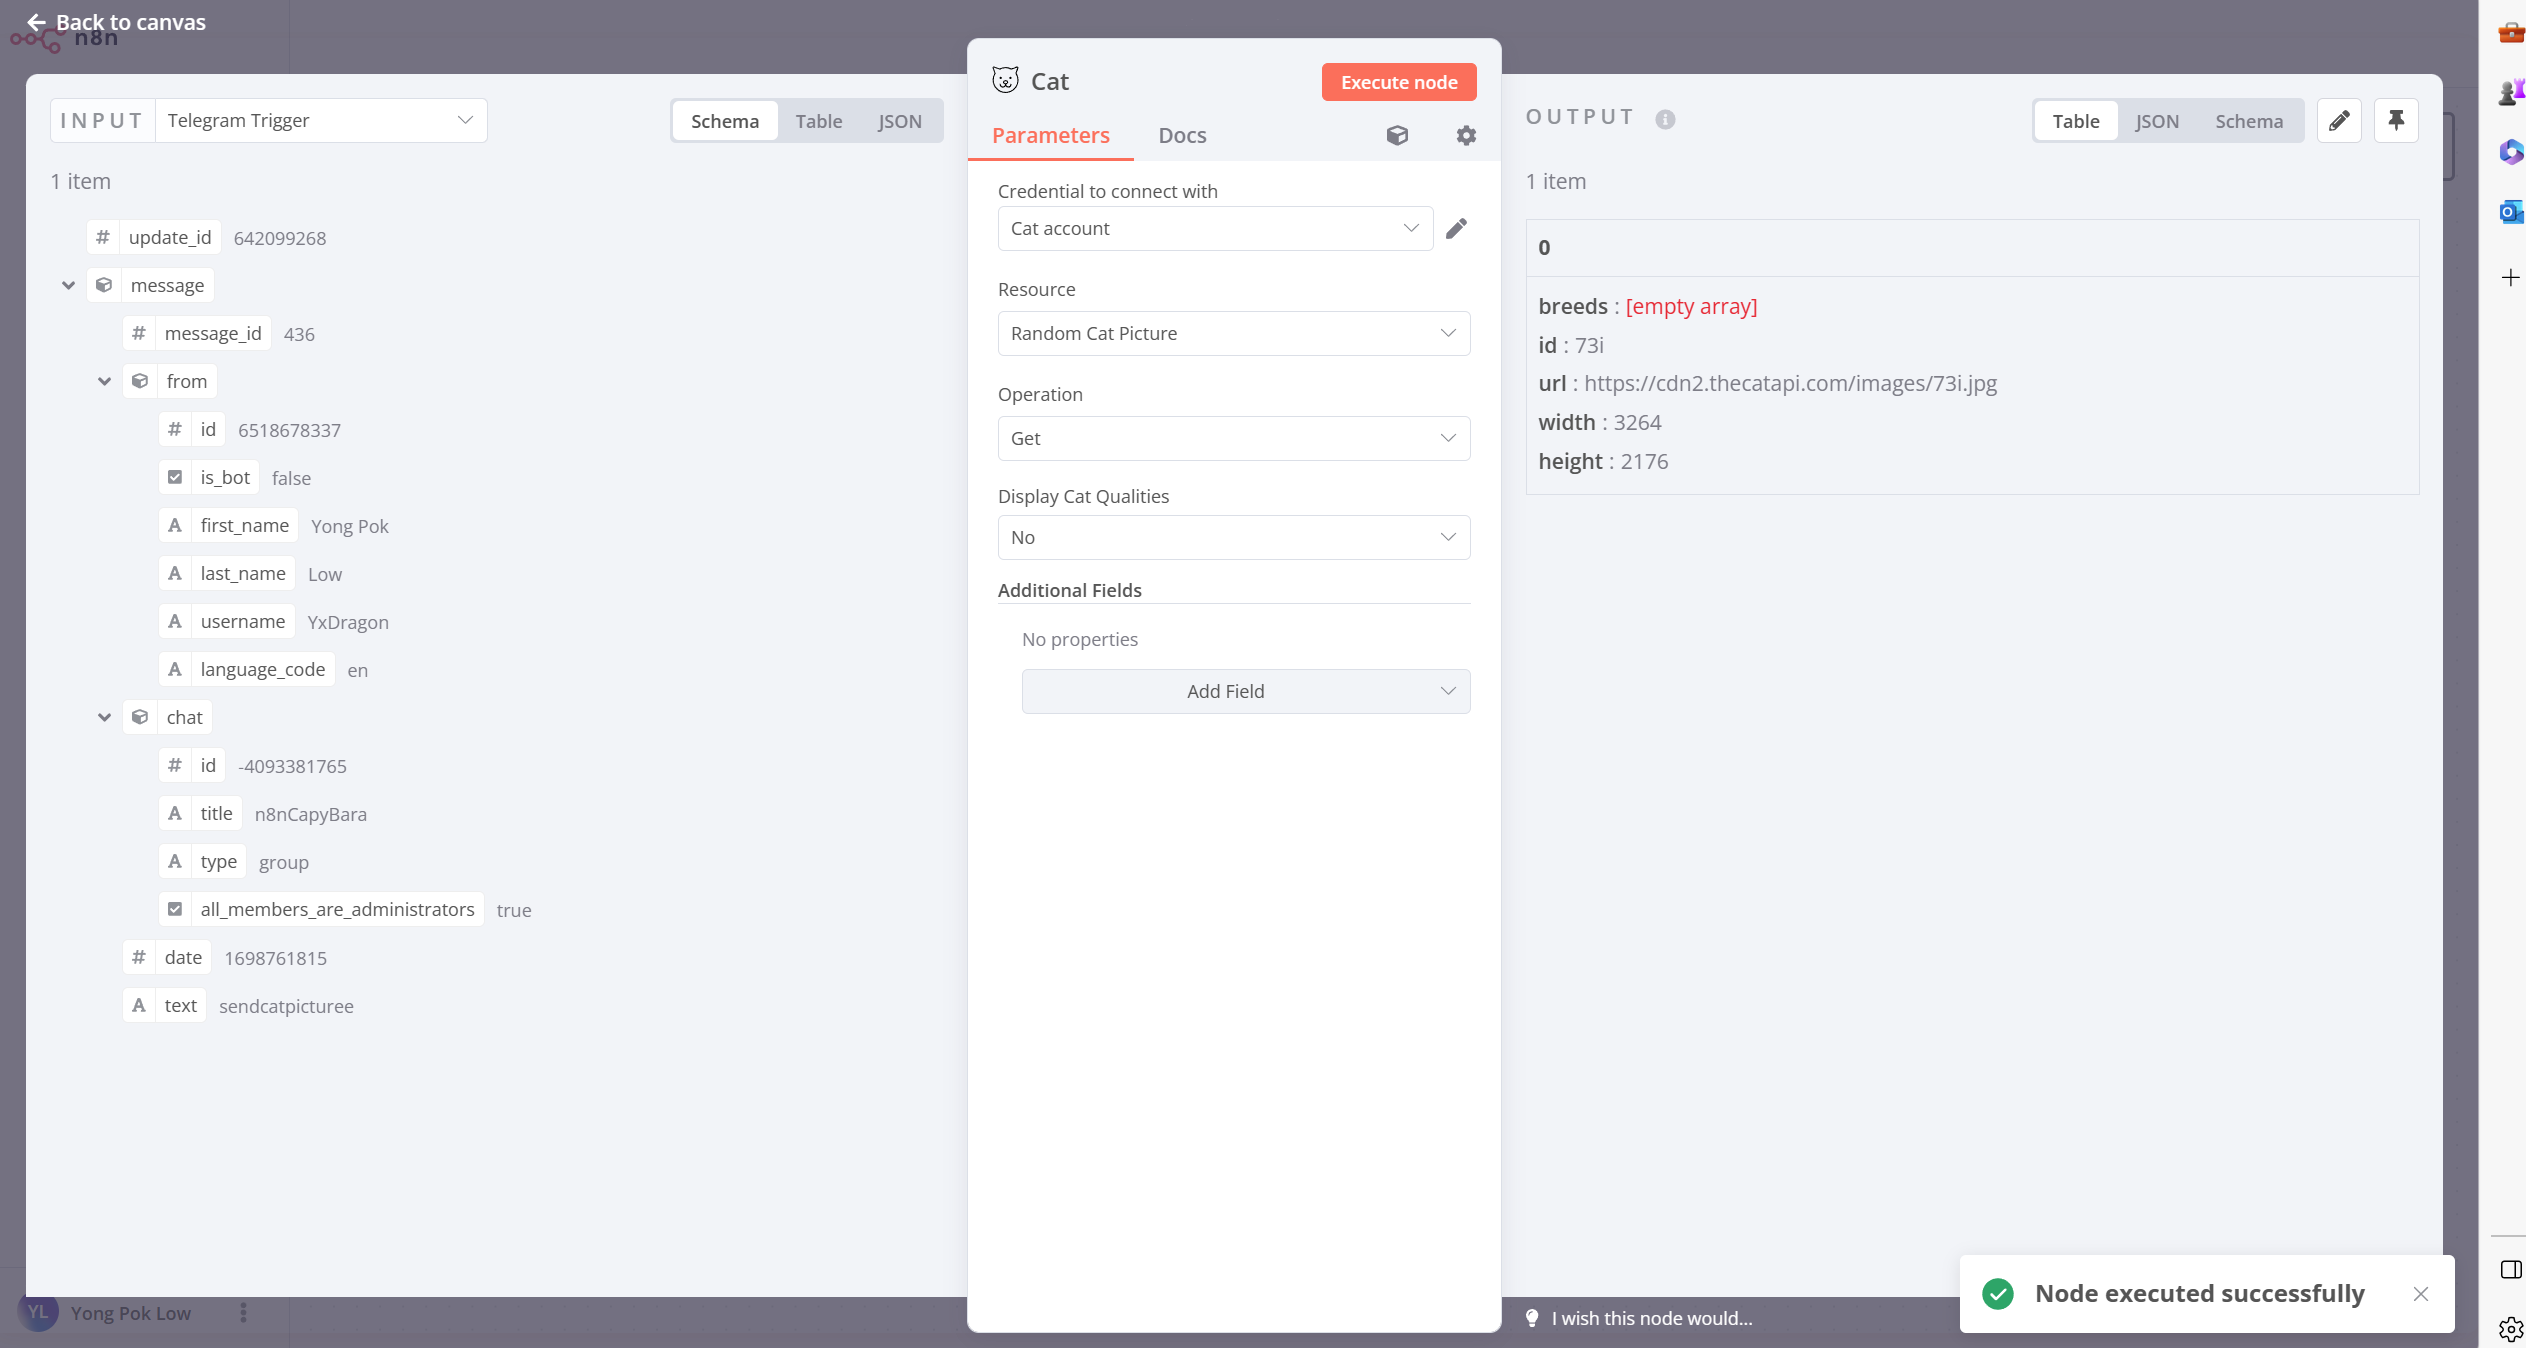 Back to canvas
n8n
INPUT
Telegram Trigger
Schema
Table
JSON
1 item
update_id 642099268
message
message_id 436
from
id 6518678337
is_bot false
first_name Yong Pok
last_name Low
username YxDragon
language_code en
chat
id -4093381765
title n8nCapyBara
type group
all_members_are_administrators true
date 1698761815
text sendcatpicturee
YL Yong Pok Low
Cat
Execute node
Parameters
Docs
Credential to connect with
Cat account
Resource
Random Cat Picture
Operation
Get
Display Cat Qualities
No
Additional Fields
No properties
Add Field
OUTPUT
Table
JSON
Schema
1 item
0
breeds : [empty array]
id : 73i
url : https://cdn2.thecatapi.com/images/73i.jpg
width : 3264
height : 2176
I wish this node would...
Node executed successfully